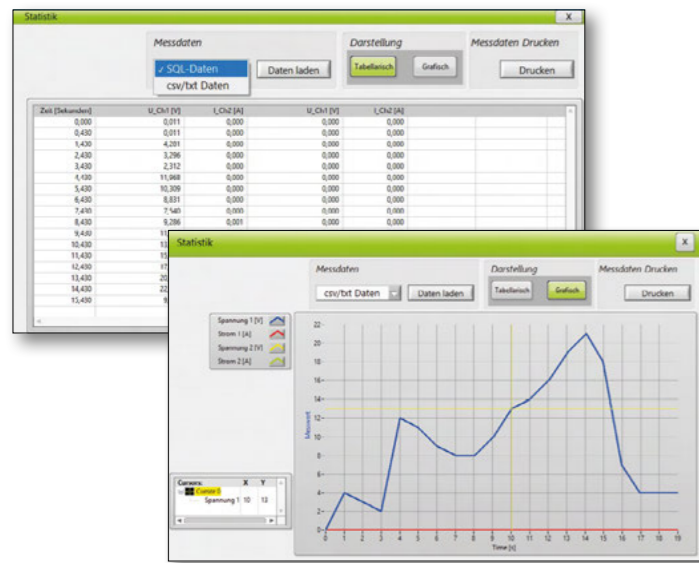 Statistik X
Messdaten Darstellung Messdaten Drucken
✓ SQL-Daten Daten laden Tabellarisch Grafisch Drucken
csv/txt Daten
Zeit [Sekunden] U_Ch1 [V] I_Ch2 [A] U_Ch1 [V] I_Ch2 [A]
0,000 0,011 0,000 0,000 0,000
0,430 0,011 0,000 0,000 0,000
1,430 4,281 0,000 0,000 0,000
2,430 3,296 0,000 0,000 0,000
3,430 2,312 0,000 0,000 0,000
4,430 11,968 0,000 0,000 0,000
5,430 10,309 0,000 0,000 0,000
6,430 8,831 0,000 0,000 0,000
7,430 7,540 0,000 0,000 0,000
8,430 9,286 0,001 0,000 0,000
9,430 11
10,430 13
11,430 15
12,430 17
13,430 20
14,430 22
15,430 9
Statistik X
Messdaten Darstellung Messdaten Drucken
csv/txt Daten Daten laden Tabellarisch Grafisch Drucken
Spannung 1 [V]
Strom 1 [A]
Spannung 2 [V]
Strom 2 [A]
Messwert
22-
20-
18-
16-
14-
12-
10-
8-
6-
4-
2-
0-
0 1 2 3 4 5 6 7 8 9 10 11 12 13 14 15 16 17 18 19
Time [s]
Cursors: X Y
Cursor 0
Spannung 1 10 13